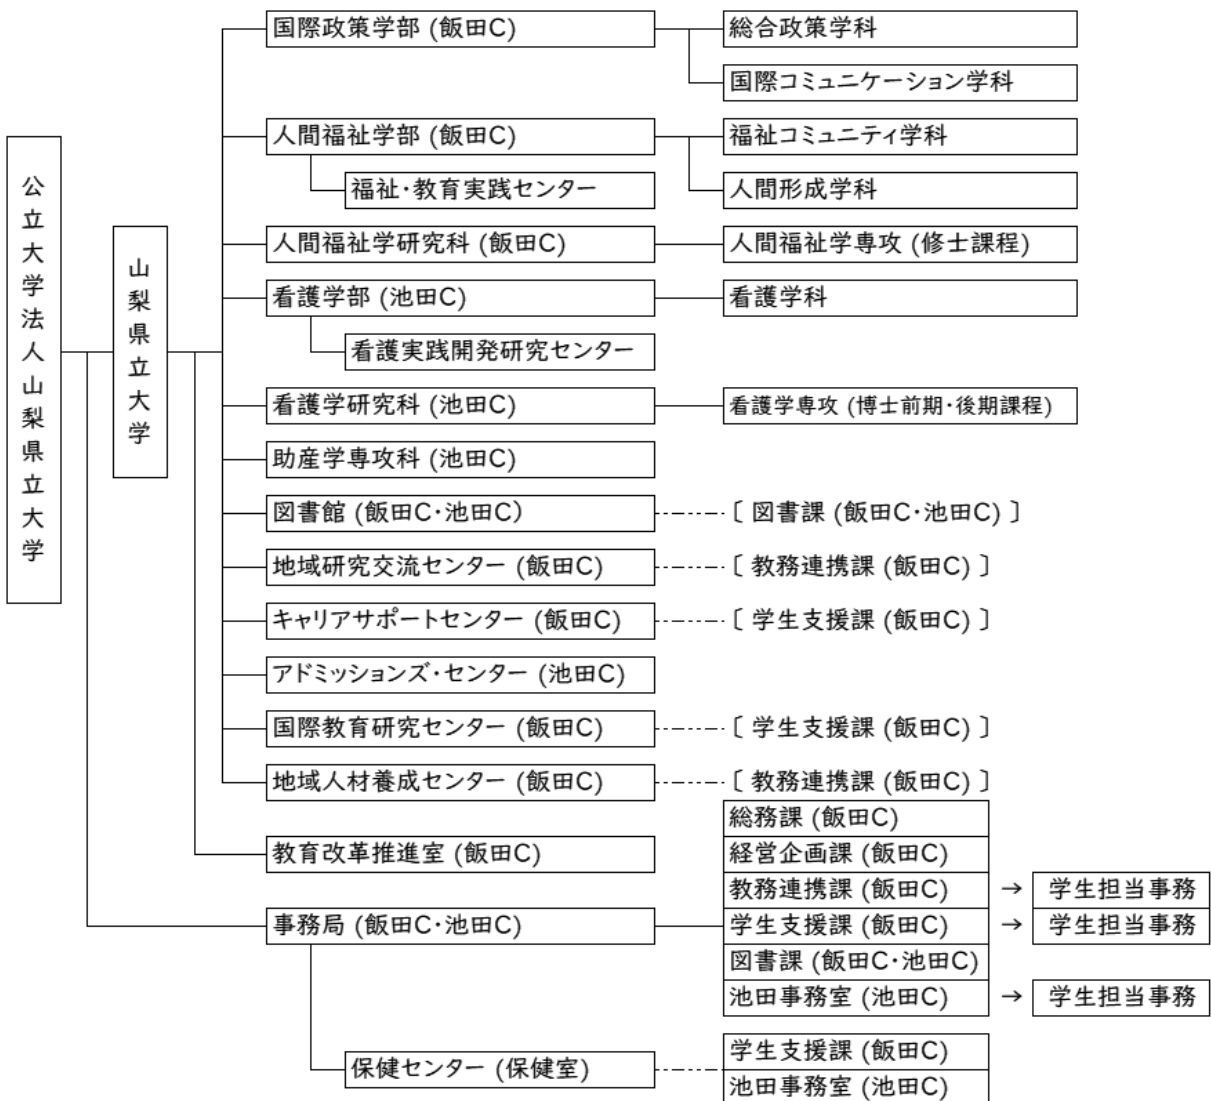 公立大学法人山梨県立大学
山梨県立大学
国際政策学部 (飯田C)
総合政策学科
国際コミュニケーション学科
人間福祉学部 (飯田C)
福祉コミュニティ学科
福祉・教育実践センター
人間形成学科
人間福祉学研究科 (飯田C)
人間福祉学専攻 (修士課程)
看護学部 (池田C)
看護学科
看護実践開発研究センター
看護学研究科 (池田C)
看護学専攻 (博士前期・後期課程)
助産学専攻科 (池田C)
図書館 (飯田C・池田C)
〔 図書課 (飯田C・池田C) 〕
地域研究交流センター (飯田C)
〔 教務連携課 (飯田C) 〕
キャリアサポートセンター (飯田C)
〔 学生支援課 (飯田C) 〕
アドミッションズ・センター (池田C)
国際教育研究センター (飯田C)
〔 学生支援課 (飯田C) 〕
地域人材養成センター (飯田C)
〔 教務連携課 (飯田C) 〕
教育改革推進室 (飯田C)
事務局 (飯田C・池田C)
総務課 (飯田C)
経営企画課 (飯田C)
教務連携課 (飯田C) → 学生担当事務
学生支援課 (飯田C) → 学生担当事務
図書課 (飯田C・池田C)
池田事務室 (池田C) → 学生担当事務
保健センター (保健室)
学生支援課 (飯田C)
池田事務室 (池田C)